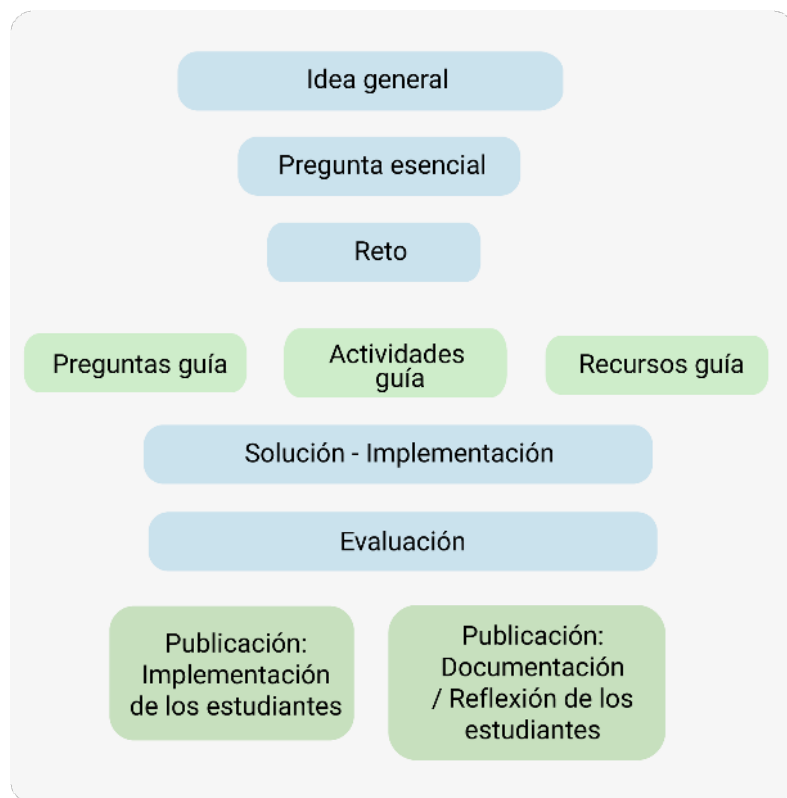 Idea general
Pregunta esencial
Reto
Preguntas guía
Actividades
guía
Recursos guía
Solución - Implementación
Evaluación
Publicación:
Implementación
de los estudiantes
Publicación:
Documentación
/ Reflexión de los
estudiantes